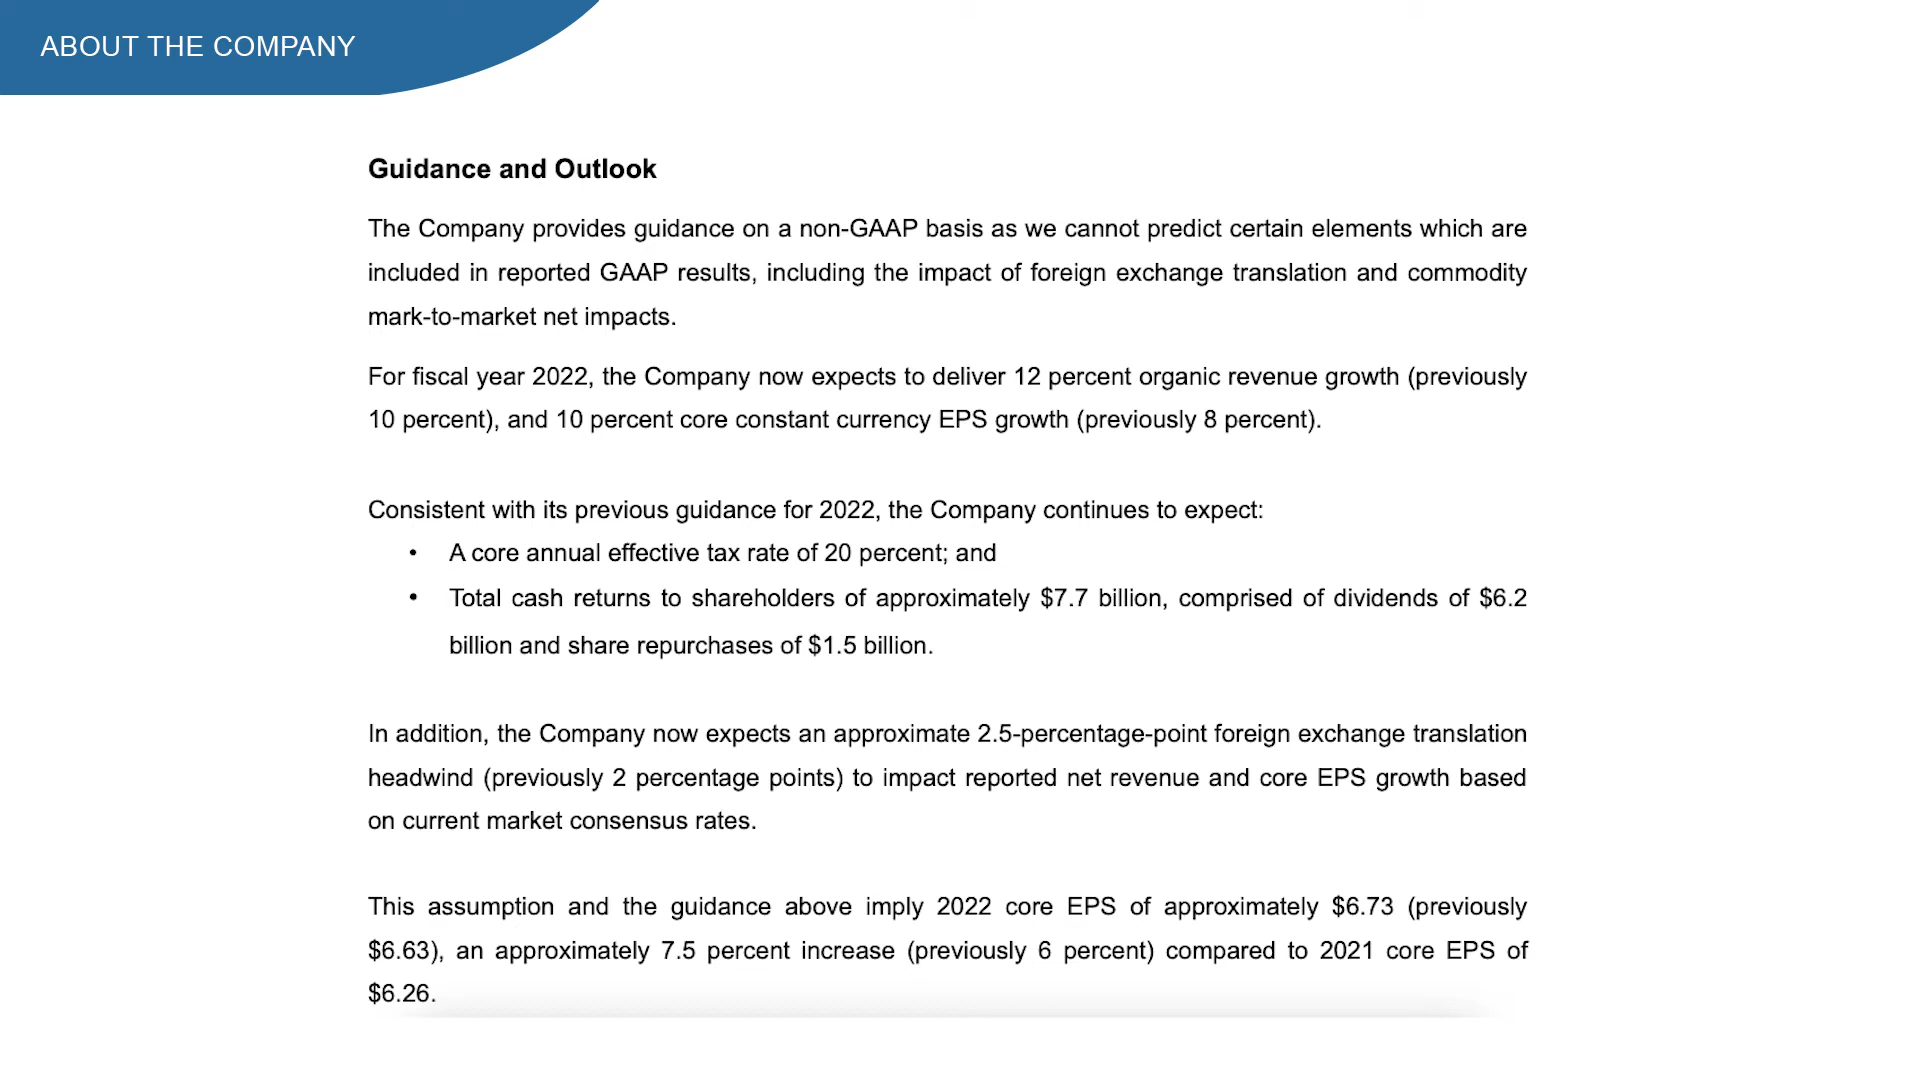 ABOUT THE COMPANY
Guidance and Outlook
The Company provides guidance on a non-GAAP basis as we cannot predict certain elements which are
included in reported GAAP results, including the impact of foreign exchange translation and commodity
mark-to-market net impacts.
For fiscal year 2022, the Company now expects to deliver 12 percent organic revenue growth (previously
10 percent), and 10 percent core constant currency EPS growth (previously 8 percent).
Consistent with its previous guidance for 2022, the Company continues to expect:
• A core annual effective tax rate of 20 percent; and
• Total cash returns to shareholders of approximately $7.7 billion, comprised of dividends of $6.2
billion and share repurchases of $1.5 billion.
In addition, the Company now expects an approximate 2.5-percentage-point foreign exchange translation
headwind (previously 2 percentage points) to impact reported net revenue and core EPS growth based
on current market consensus rates.
This assumption and the guidance above imply 2022 core EPS of approximately $6.73 (previously
$6.63), an approximately 7.5 percent increase (previously 6 percent) compared to 2021 core EPS of
$6.26.